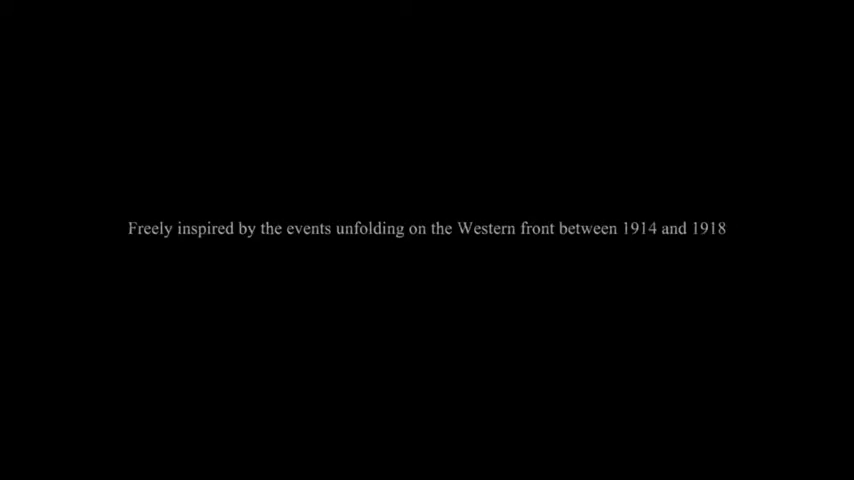 Freely inspired by the events unfolding on the Western front between 1914 and 1918